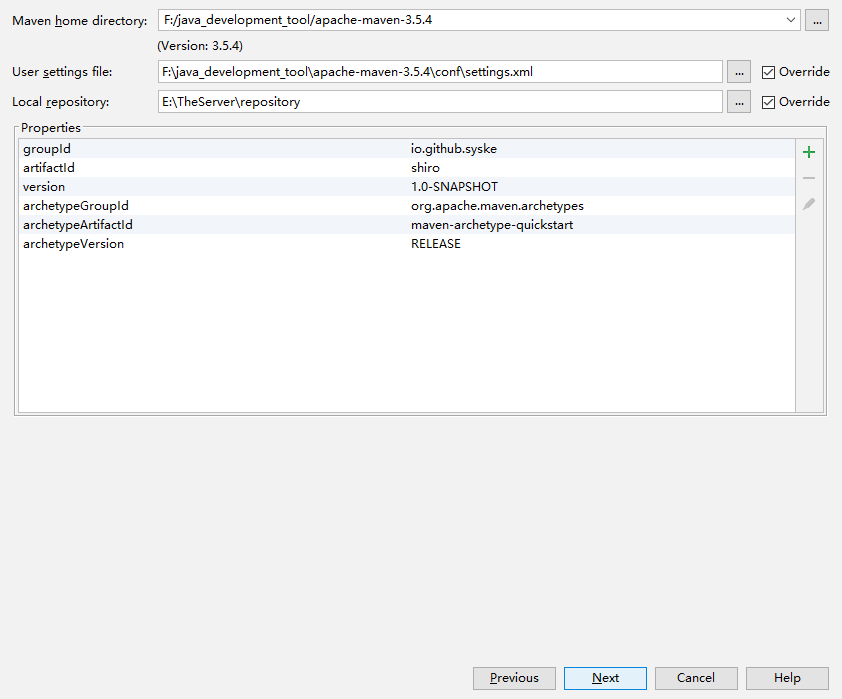 Maven home directory: F:/java_development_tool/apache-maven-3.5.4 ...
(Version: 3.5.4)
User settings file: F:\java_development_tool\apache-maven-3.5.4\conf\settings.xml ... Override
Local repository: E:\TheServer\repository ... Override
Properties
groupId io.github.syske
artifactId shiro
version 1.0-SNAPSHOT
archetypeGroupId org.apache.maven.archetypes
archetypeArtifactId maven-archetype-quickstart
archetypeVersion RELEASE
Previous Next Cancel Help